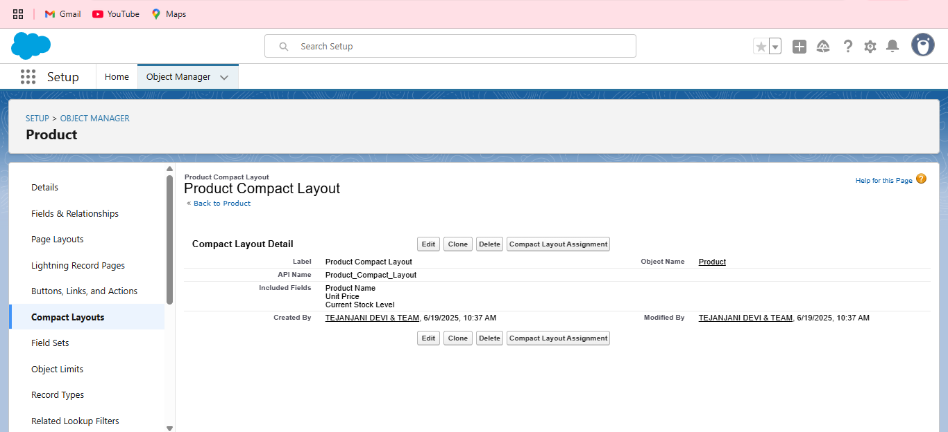 Gmail YouTube Maps
Search Setup
Setup Home Object Manager
SETUP > OBJECT MANAGER
Product
Details
Fields & Relationships
Page Layouts
Lightning Record Pages
Buttons, Links, and Actions
Compact Layouts
Field Sets
Object Limits
Record Types
Related Lookup Filters
Product Compact Layout
Product Compact Layout
« Back to Product
Help for this Page ?
Compact Layout Detail Edit Clone Delete Compact Layout Assignment
Label Product Compact Layout Object Name Product
API Name Product_Compact_Layout
Included Fields Product Name
Unit Price
Current Stock Level
Created By TEJANJANI DEVI & TEAM, 6/19/2025, 10:37 AM Modified By TEJANJANI DEVI & TEAM, 6/19/2025, 10:37 AM
Edit Clone Delete Compact Layout Assignment